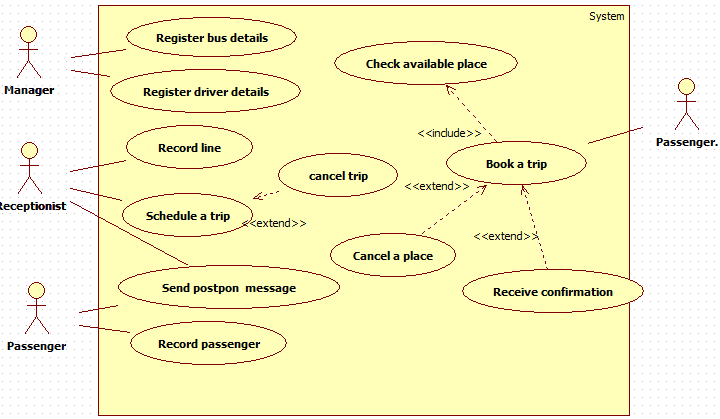 System
Register bus details
Check available place
Manager
Register driver details
<<include>>
Passenger.
Record line
Book a trip
cancel trip
<<extend>>
Receptionist
Schedule a trip
<<extend>>
<<extend>>
Cancel a place
Send postpon message
Receive confirmation
Passenger
Record passenger